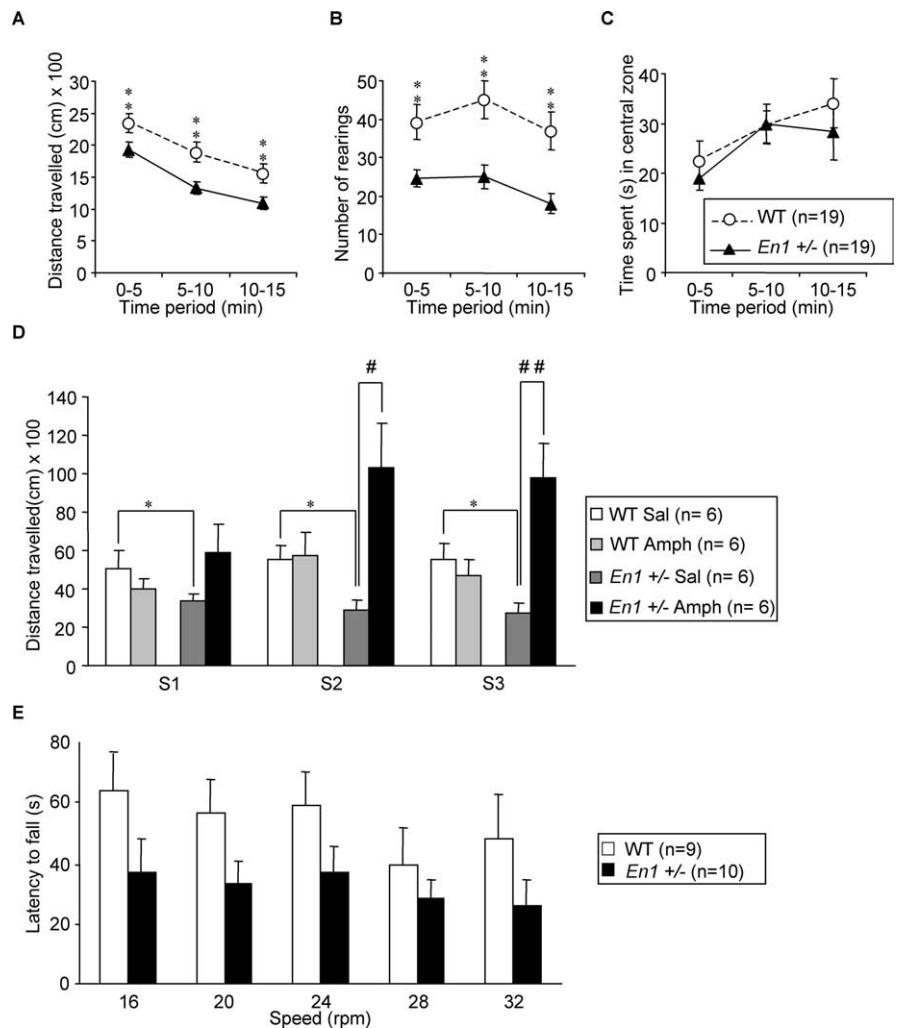 A
Distance travelled (cm) x 100
30
25
20
15
10
5
0
* *
* *
* *
0-5 5-10 10-15
Time period (min)
B
Number of rearings
50
40
30
20
10
0
* *
* *
* *
0-5 5-10 10-15
Time period (min)
C
Time spent (s) in central zone
40
30
20
10
0
WT (n=19)
En1 +/- (n=19)
0-5 5-10 10-15
Time period (min)
D
Distance travelled(cm) x 100
140
120
100
80
60
40
20
0
*
*
#
*
# #
S1 S2 S3
WT Sal (n= 6)
WT Amph (n= 6)
En1 +/- Sal (n= 6)
En1 +/- Amph (n= 6)
E
Latency to fall (s)
80
60
40
20
0
16 20 24 28 32
Speed (rpm)
WT (n=9)
En1 +/- (n=10)